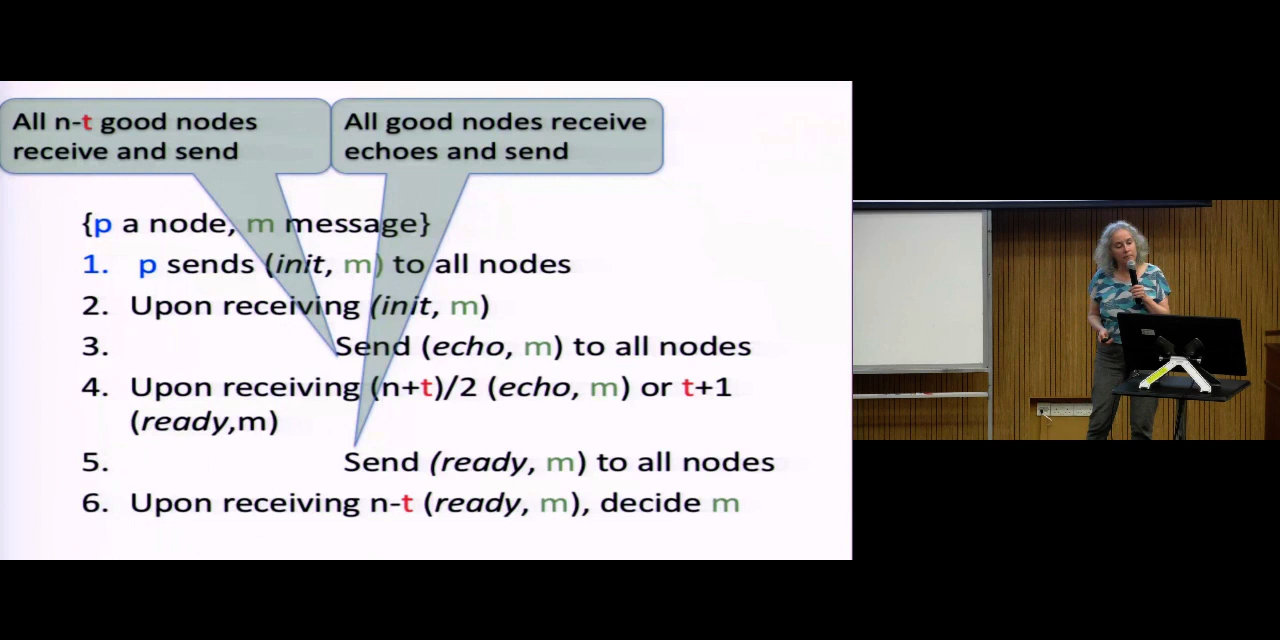 All n-t good nodes
receive and send
All good nodes receive
echoes and send
{p a node, m message}
1. p sends (init, m) to all nodes
2. Upon receiving (init, m)
3. Send (echo, m) to all nodes
4. Upon receiving (n+t)/2 (echo, m) or t+1
(ready,m)
5. Send (ready, m) to all nodes
6. Upon receiving n-t (ready, m), decide m